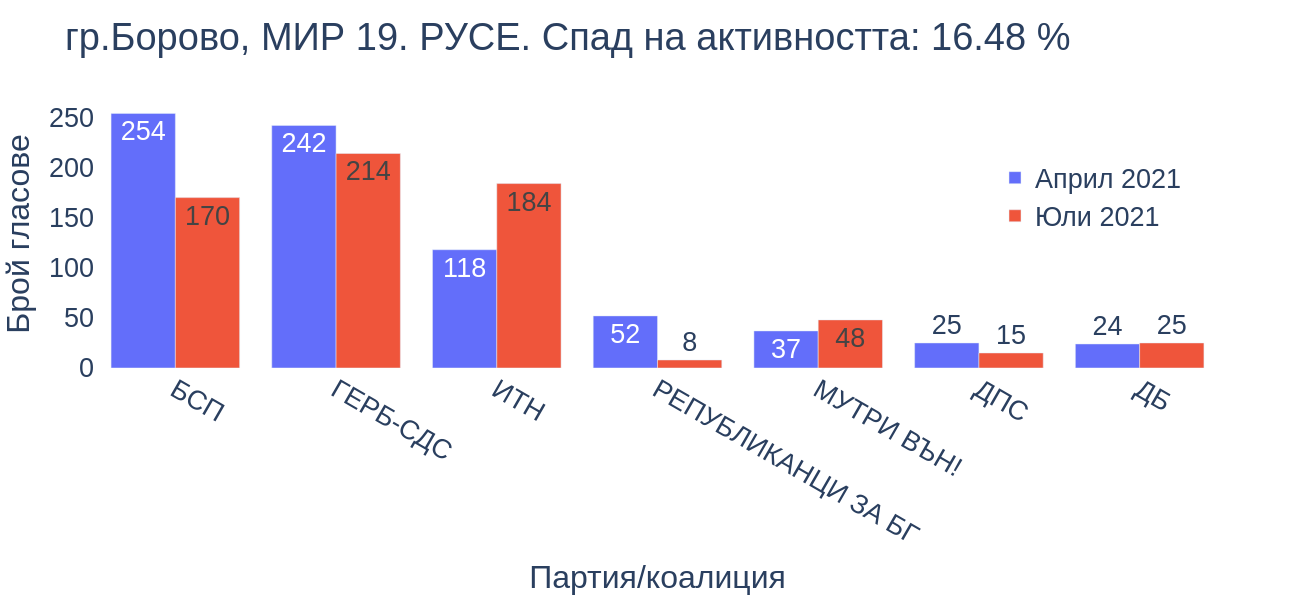 гр.Борово, МИР 19. РУСЕ. Спад на активността: 16.48 %
Брой гласове
250
200
150
100
50
0
254
170
242
214
118
184
52
8
37
48
25
15
24
25
Април 2021
Юли 2021
БСП
ГЕРБ-СДС
ИТН
РЕПУБЛИКАНЦИ ЗА БГ
МУТРИ ВЪН!
ДПС
ДБ
Партия/коалиция